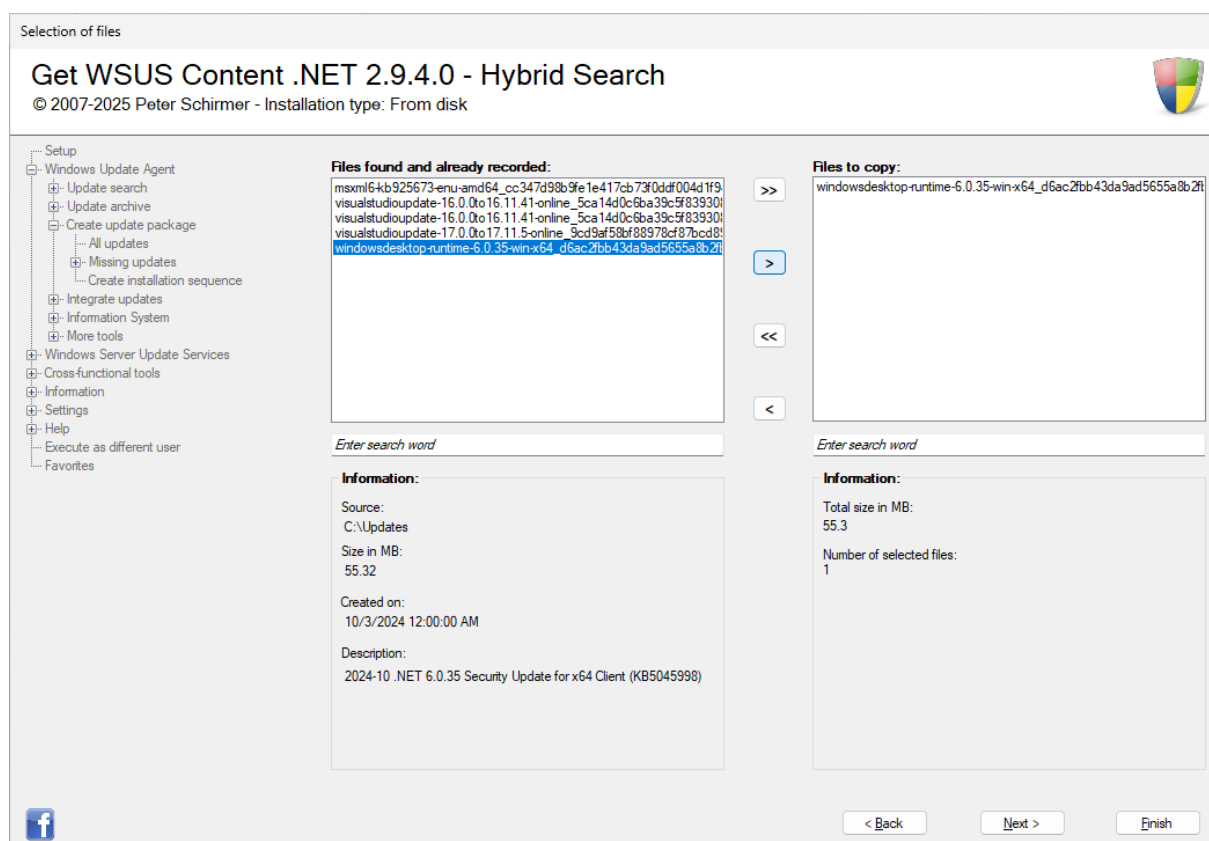 Selection of files
Get WSUS Content .NET 2.9.4.0 - Hybrid Search
© 2007-2025 Peter Schirmer - Installation type: From disk
Setup
Windows Update Agent
Update search
Update archive
Create update package
All updates
Missing updates
Create installation sequence
Integrate updates
Information System
More tools
Windows Server Update Services
Cross-functional tools
Information
Settings
Help
Execute as different user
Favorites
Files found and already recorded:
msxml6-kb925673-enu-amd64_cc347d98b9fe1e417cb73f0ddf004d1f9
visualstudioupdate-16.0.0to16.11.41-online_5ca14d0c6ba39c5f83930
visualstudioupdate-16.0.0to16.11.41-online_5ca14d0c6ba39c5f83930
visualstudioupdate-17.0.0to17.11.5-online_9cd9af58bf88978cf87bcd8
windowsdesktop-runtime-6.0.35-win-x64_d6ac2fbb43da9ad5655a8b2f
Enter search word
Information:
Source:
C:\Updates
Size in MB:
55.32
Created on:
10/3/2024 12:00:00 AM
Description:
2024-10 .NET 6.0.35 Security Update for x64 Client (KB5045998)
>>
>
<<
<
Files to copy:
windowsdesktop-runtime-6.0.35-win-x64_d6ac2fbb43da9ad5655a8b2f
Enter search word
Information:
Total size in MB:
55.3
Number of selected files:
1
< Back
Next >
Finish